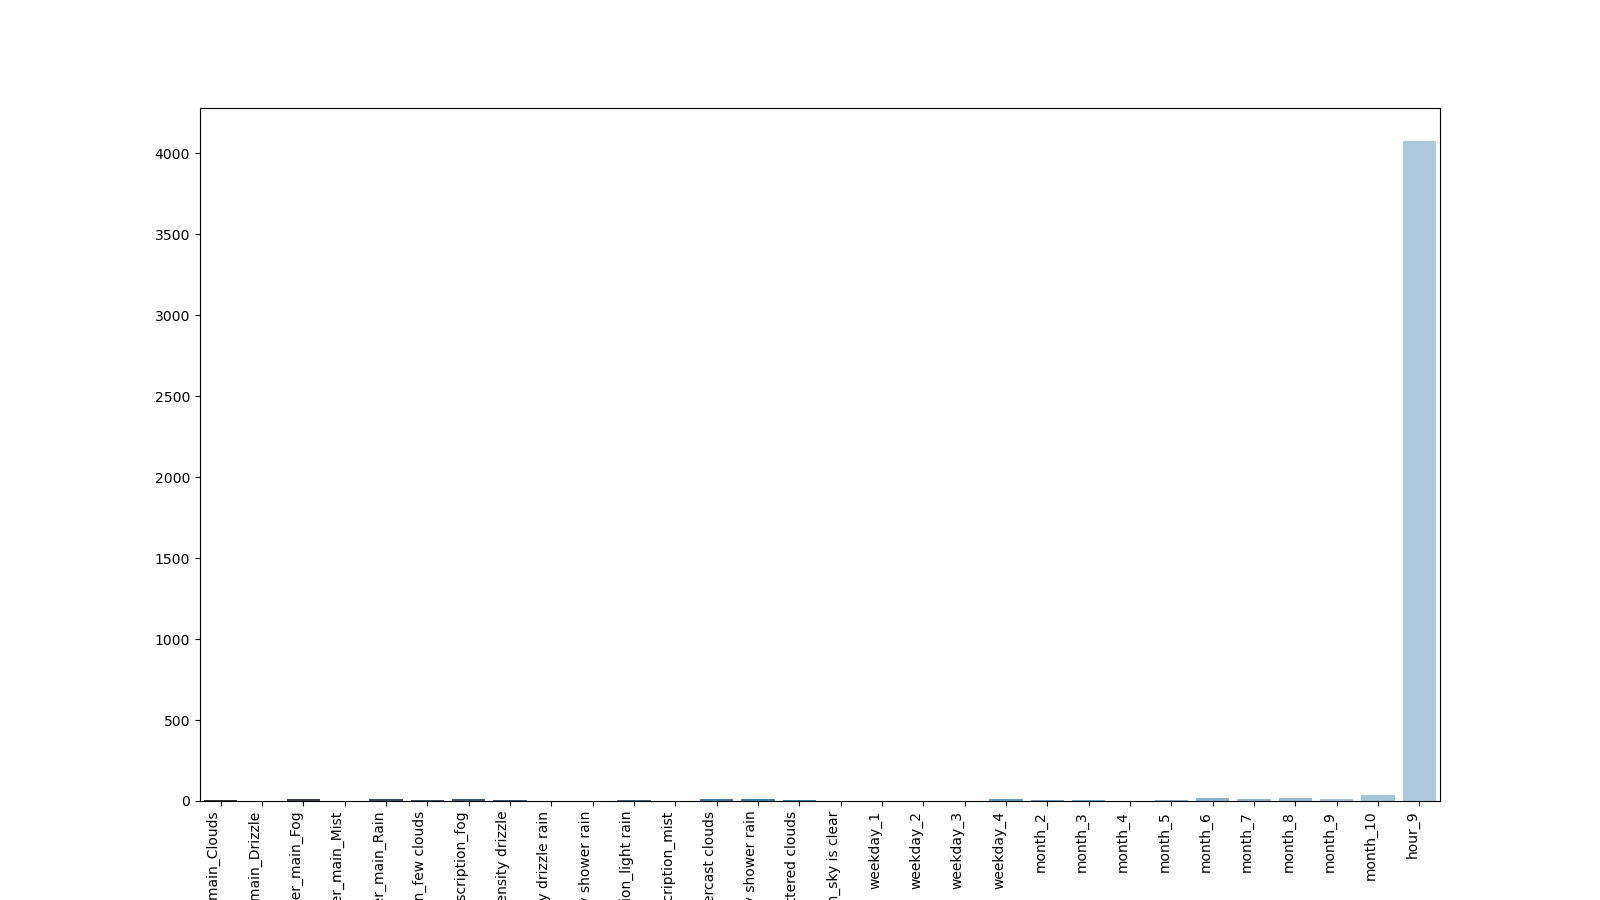 4000
3500
3000
2500
2000
1500
1000
500
0
main_Clouds
main_Drizzle
er_main_Fog
er_main_Mist
er_main_Rain
n_few clouds
scription_fog
ensity drizzle
y drizzle rain
shower rain
ion_light rain
cription_mist
ercast clouds
y shower rain
ttered clouds
n_sky is clear
weekday_1
weekday_2
weekday_3
weekday_4
month_2
month_3
month_4
month_5
month_6
month_7
month_8
month_9
month_10
hour_9